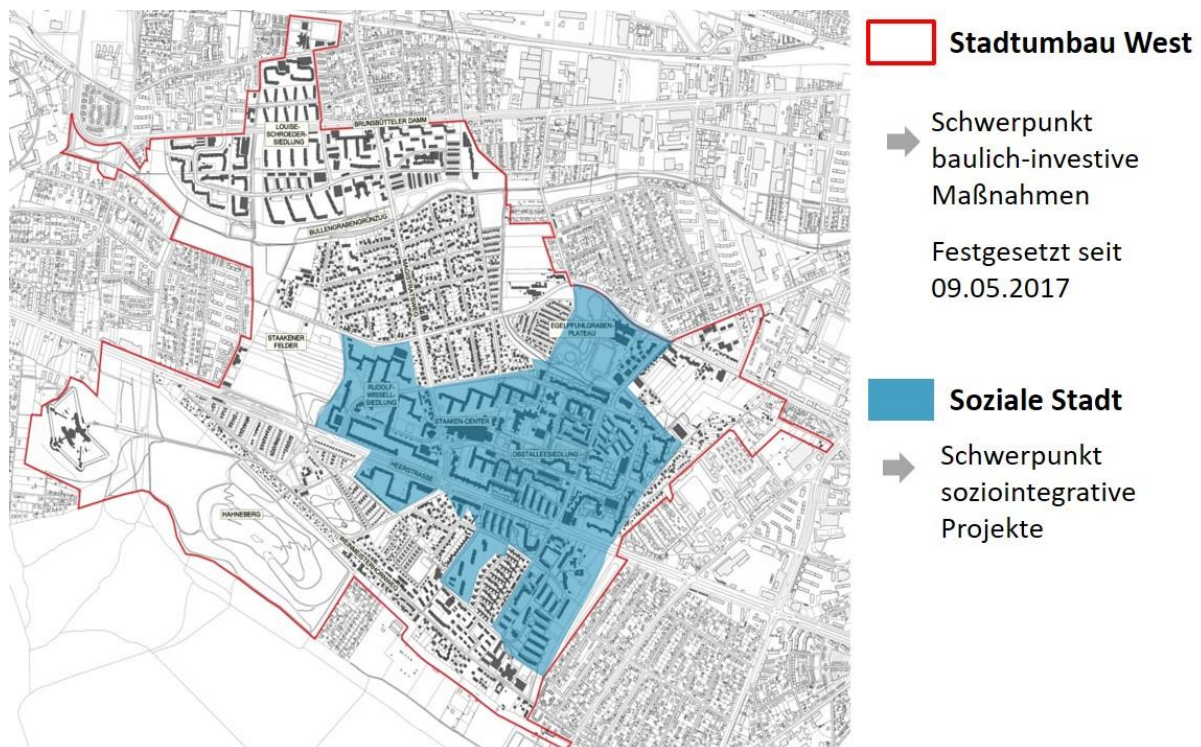 LOUISE-
SCHROEDER-
SIEDLUNG
BRUNSBÜTTELER DAMM
BULLENGRABENGRÜNZUG
STAAKENER
FELDER
EGELPFUHLGRABEN-
PLATEAU
RUDOLF-
WISSELL-
SIEDLUNG
STAAKEN-CENTER
OBSTALLEESIEDLUNG
HEERSTRASSE
HAHNEBERG
Stadtumbau West
Schwerpunkt
baulich-investive
Maßnahmen
Festgesetzt seit
09.05.2017
Soziale Stadt
Schwerpunkt
soziointegrative
Projekte